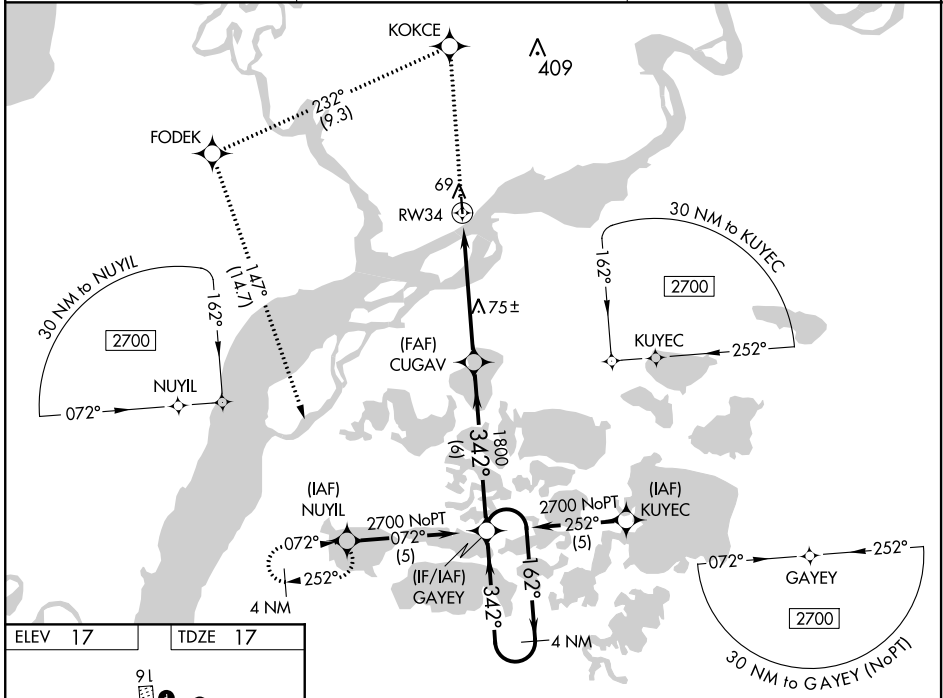 KOKCE
409
232°
(9.3)
FODEK
69
RW34
147°
(14.7)
30 NM to NUYIL
162°
2700
NUYIL
072°
30 NM to KUYEC
162°
2700
KUYEC
252°
75±
(FAF)
CUGAV
1800
342°
(6)
(IAF)
NUYIL
2700 NoPT
072°
(5)
072°
252°
4 NM
(IAF)
KUYEC
2700 NoPT
252°
(5)
(IF/IAF)
GAYEY
342°
162°
4 NM
072°
252°
GAYEY
2700
30 NM to GAYEY (NoPT)
ELEV 17
TDZE 17
16